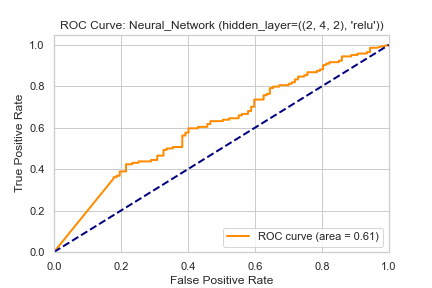 ROC Curve: Neural_Network (hidden_layer=((2, 4, 2), 'relu'))
True Positive Rate
1.0
0.8
0.6
0.4
0.2
0.0
ROC curve (area = 0.61)
0.0 0.2 0.4 0.6 0.8 1.0
False Positive Rate